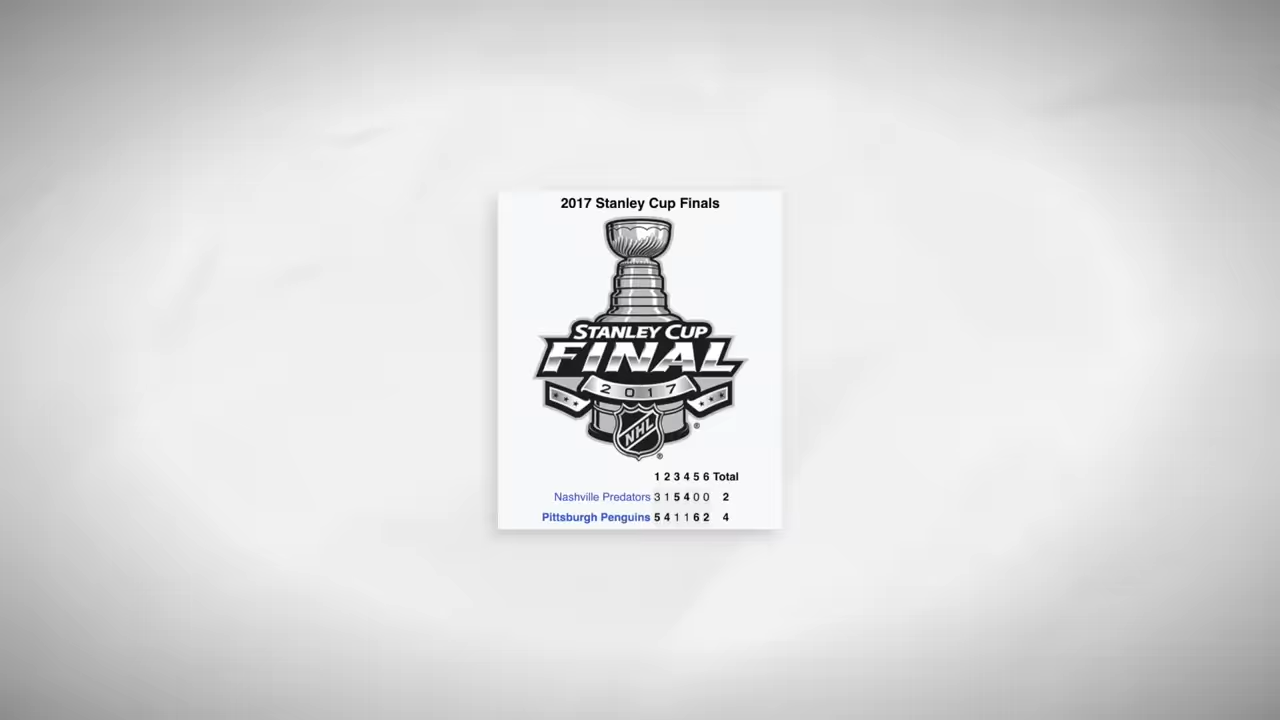 2017 Stanley Cup Finals
STANLEY CUP
FINAL
2017
NHL
®
®
1 2 3 4 5 6 Total
Nashville Predators 3 1 5 4 0 0 2
Pittsburgh Penguins 5 4 1 1 6 2 4